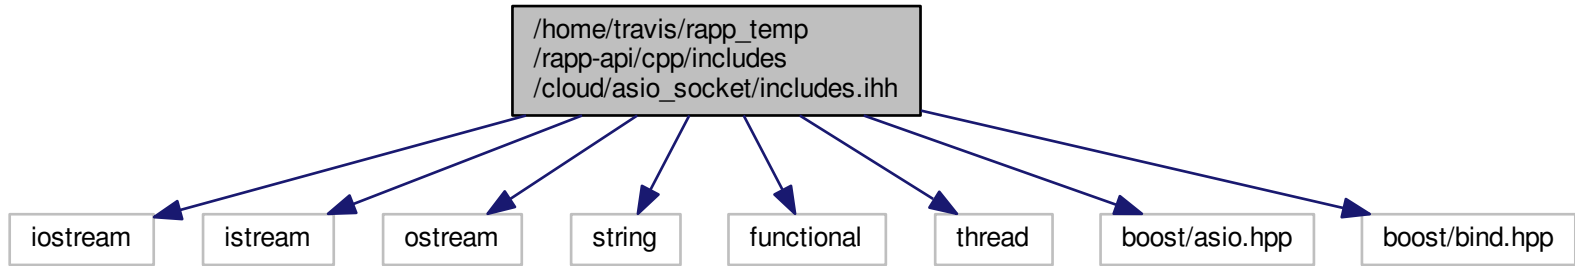 /home/travis/rapp_temp
/rapp-api/cpp/includes
/cloud/asio_socket/includes.ihh
iostream
istream
ostream
string
functional
thread
boost/asio.hpp
boost/bind.hpp